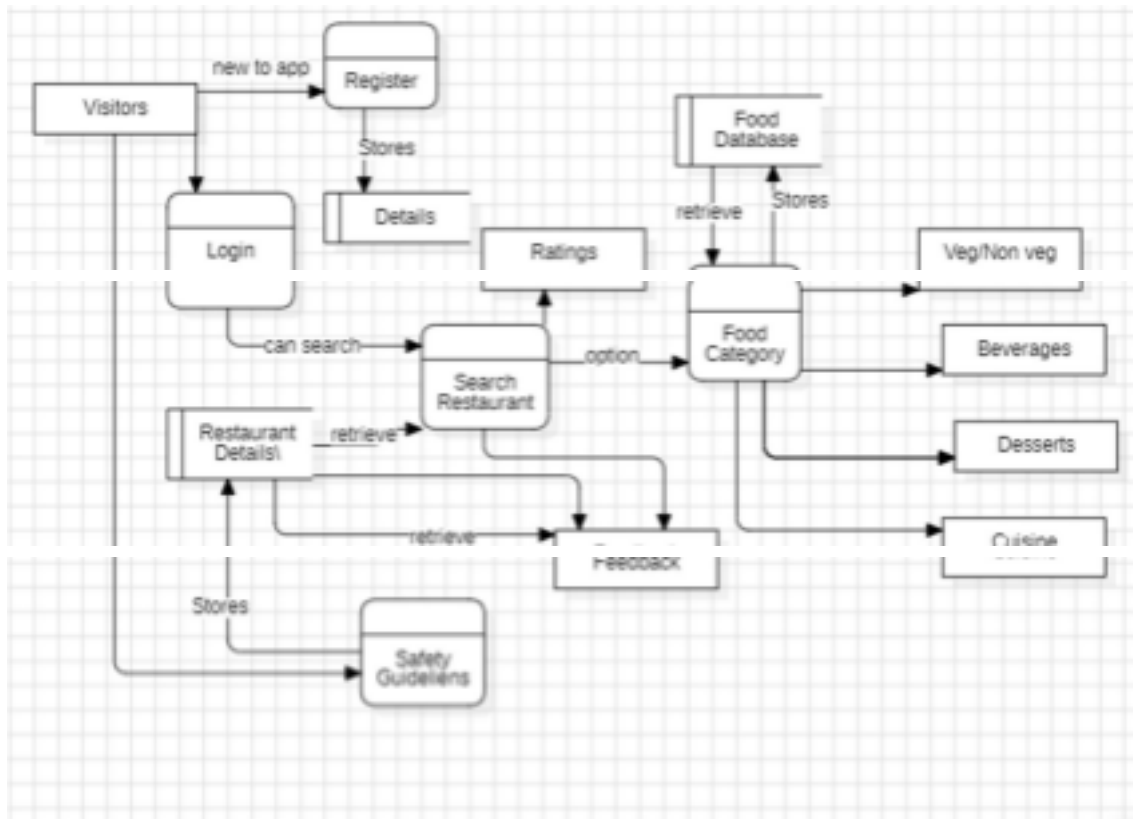 new to app
Register
Visitors
Stores
Food
Database
Details
retrieve
Stores
Login
Ratings
Veg/Non veg
can search
option
Food
Category
Beverages
Search
Restaurant
Restaurant
Details\
retrieve
Desserts
retrieve
Cuisine
Feedback
Stores
Safety
Guideliens